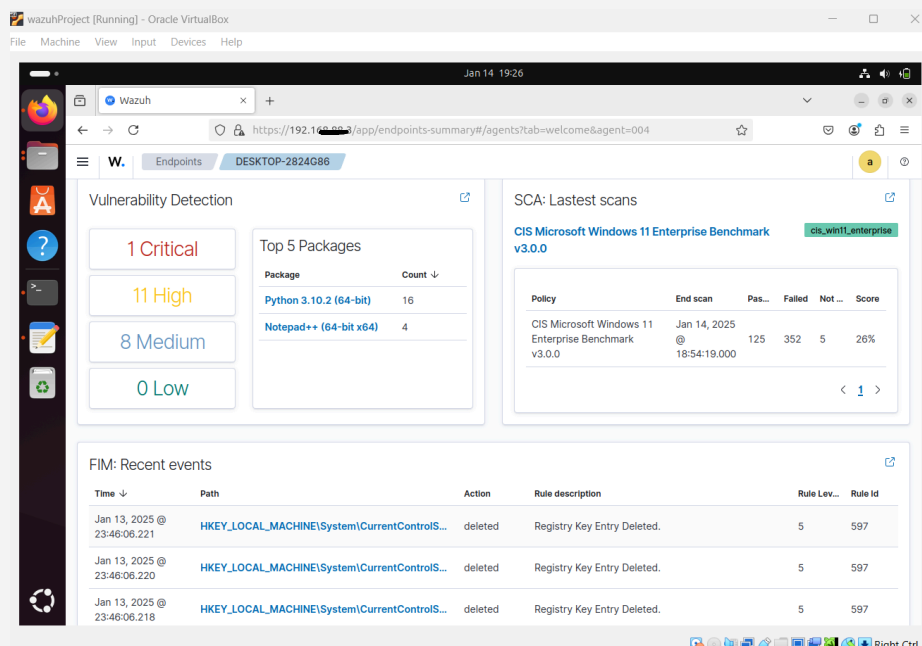 wazuhProject [Running] - Oracle VirtualBox
File Machine View Input Devices Help
Jan 14 19:26
Wazuh
https://192.1
/app/endpoints-summary#/agents?tab=welcome&agent=004
W. Endpoints DESKTOP-2824G86 a
Vulnerability Detection
1 Critical
11 High
8 Medium
0 Low
Top 5 Packages
Package Count
Python 3.10.2 (64-bit) 16
Notepad++ (64-bit x64) 4
SCA: Lastest scans
CIS Microsoft Windows 11 Enterprise Benchmark
v3.0.0
cis_win11_enterprise
Policy End scan Pas... Failed Not ... Score
CIS Microsoft Windows 11
Enterprise Benchmark
v3.0.0
Jan 14, 2025
@
18:54:19.000
125 352 5 26%
1
FIM: Recent events
Time Path Action Rule description Rule Lev... Rule Id
Jan 13, 2025 @
23:46:06.221
HKEY_LOCAL_MACHINE\System\CurrentControlS... deleted Registry Key Entry Deleted. 5 597
Jan 13, 2025 @
23:46:06.220
HKEY_LOCAL_MACHINE\System\CurrentControlS... deleted Registry Key Entry Deleted. 5 597
Jan 13, 2025 @
23:46:06.218
HKEY_LOCAL_MACHINE\System\CurrentControlS... deleted Registry Key Entry Deleted. 5 597
Right Ctrl